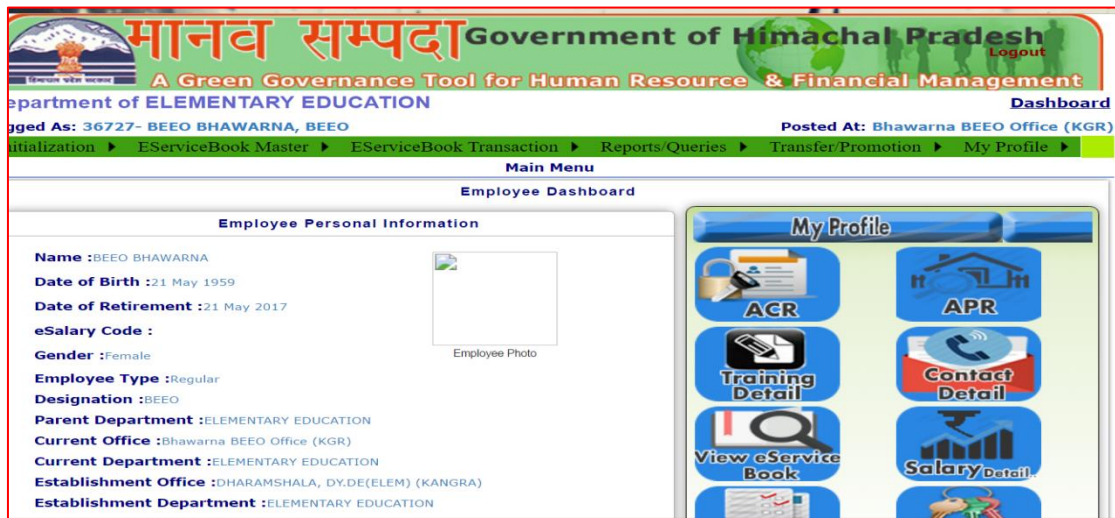 मानव सम्पदा Government of Himachal Pradesh
Logout
हिमाचल प्रदेश सरकार
A Green Governance Tool for Human Resource & Financial Management
epartment of ELEMENTARY EDUCATION
Dashboard
gged As: 36727- BEEO BHAWARNA, BEEO
Posted At: Bhawarna BEEO Office (KGR)
nitialization EServiceBook Master EServiceBook Transaction Reports/Queries Transfer/Promotion My Profile
Main Menu
Employee Dashboard
Employee Personal Information
Name :BEEO BHAWARNA
Date of Birth :21 May 1959
Date of Retirement :21 May 2017
eSalary Code :
Gender :Female
Employee Type :Regular
Designation :BEEO
Parent Department :ELEMENTARY EDUCATION
Current Office :Bhawarna BEEO Office (KGR)
Current Department :ELEMENTARY EDUCATION
Establishment Office :DHARAMSHALA, DY.DE(ELEM) (KANGRA)
Establishment Department :ELEMENTARY EDUCATION
Employee Photo
My Profile
ACR
APR
Training
Detail
Contact
Detail
View eService
Book
Salary Detail..